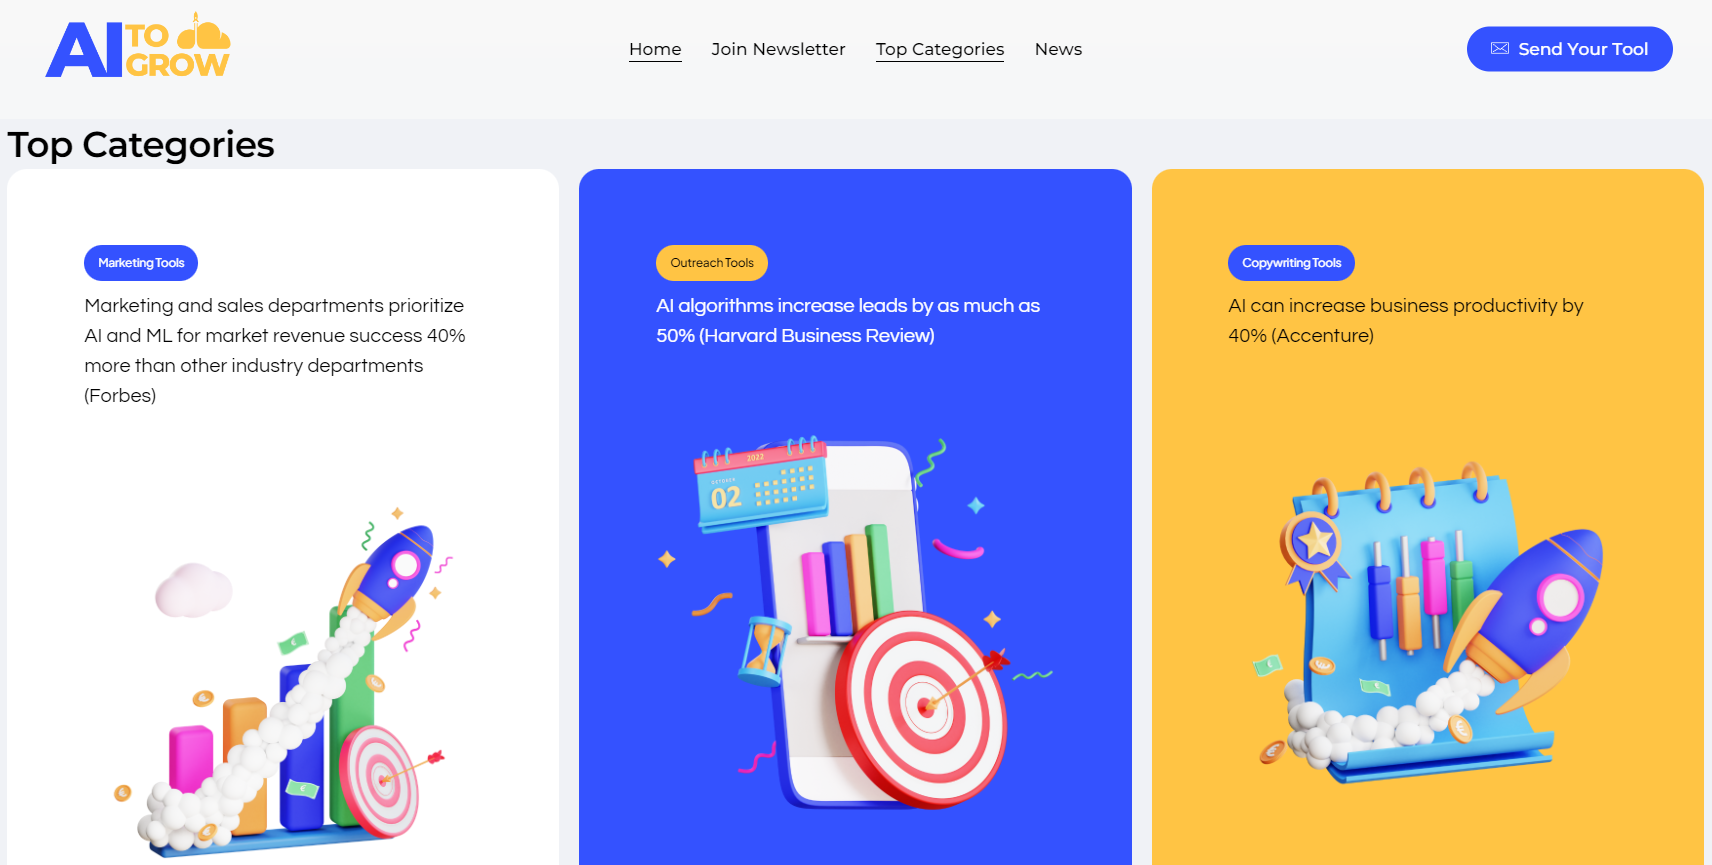 AI TO
GROW
Home Join Newsletter Top Categories News
Send Your Tool
Top Categories
Marketing Tools
Marketing and sales departments prioritize
AI and ML for market revenue success 40%
more than other industry departments
(Forbes)
Outreach Tools
AI algorithms increase leads by as much as
50% (Harvard Business Review)
2022
OCTOBER
02
Copywriting Tools
AI can increase business productivity by
40% (Accenture)